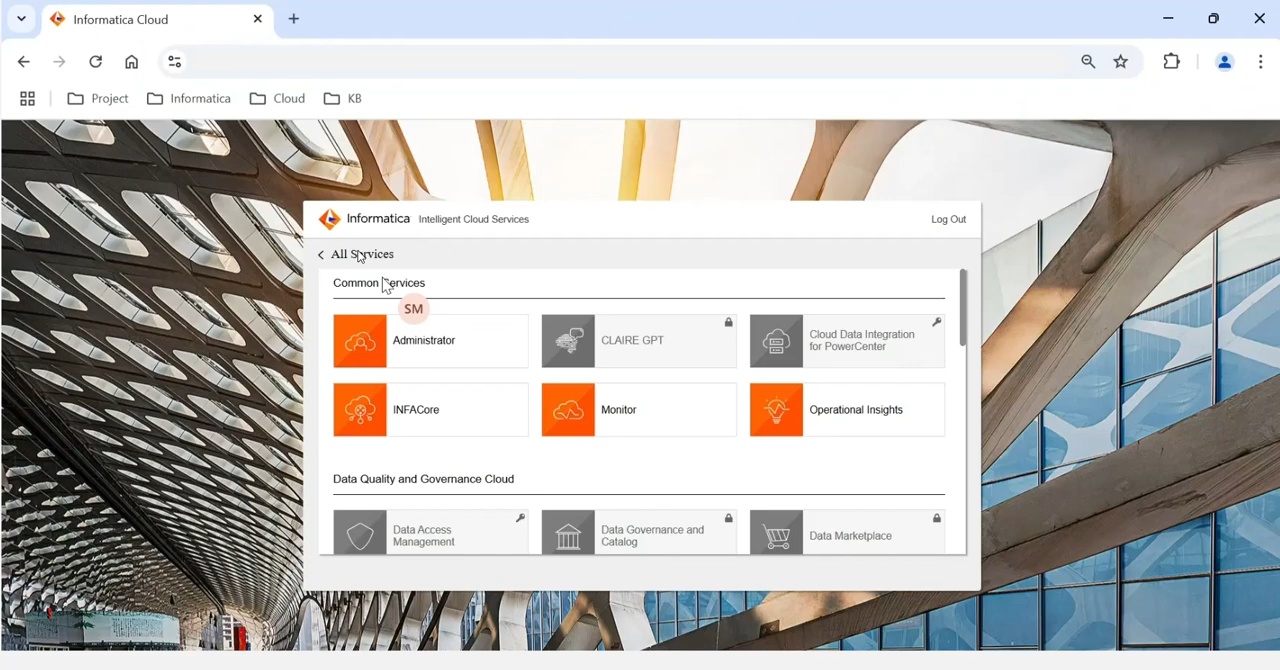 Informatica Cloud
Project
Informatica
Cloud
KB
Informatica Intelligent Cloud Services
Log Out
All Services
Common Services
SM
Administrator
CLAIRE GPT
Cloud Data Integration
for PowerCenter
INFACore
Monitor
Operational Insights
Data Quality and Governance Cloud
Data Access
Management
Data Governance and
Catalog
Data Marketplace